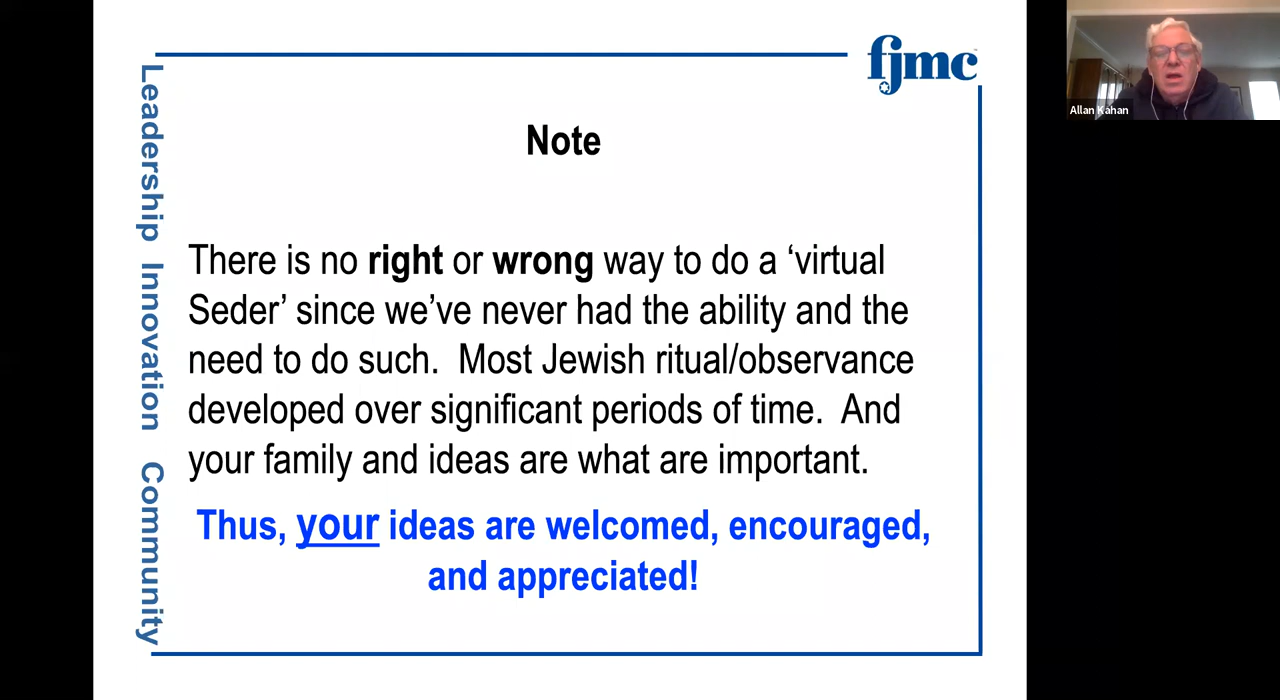 fjmc
Leadership Innovation Community
Note
There is no right or wrong way to do a ‘virtual
Seder’ since we’ve never had the ability and the
need to do such.  Most Jewish ritual/observance
developed over significant periods of time.  And
your family and ideas are what are important.
Thus, your ideas are welcomed, encouraged,
and appreciated!
Allan Kahan